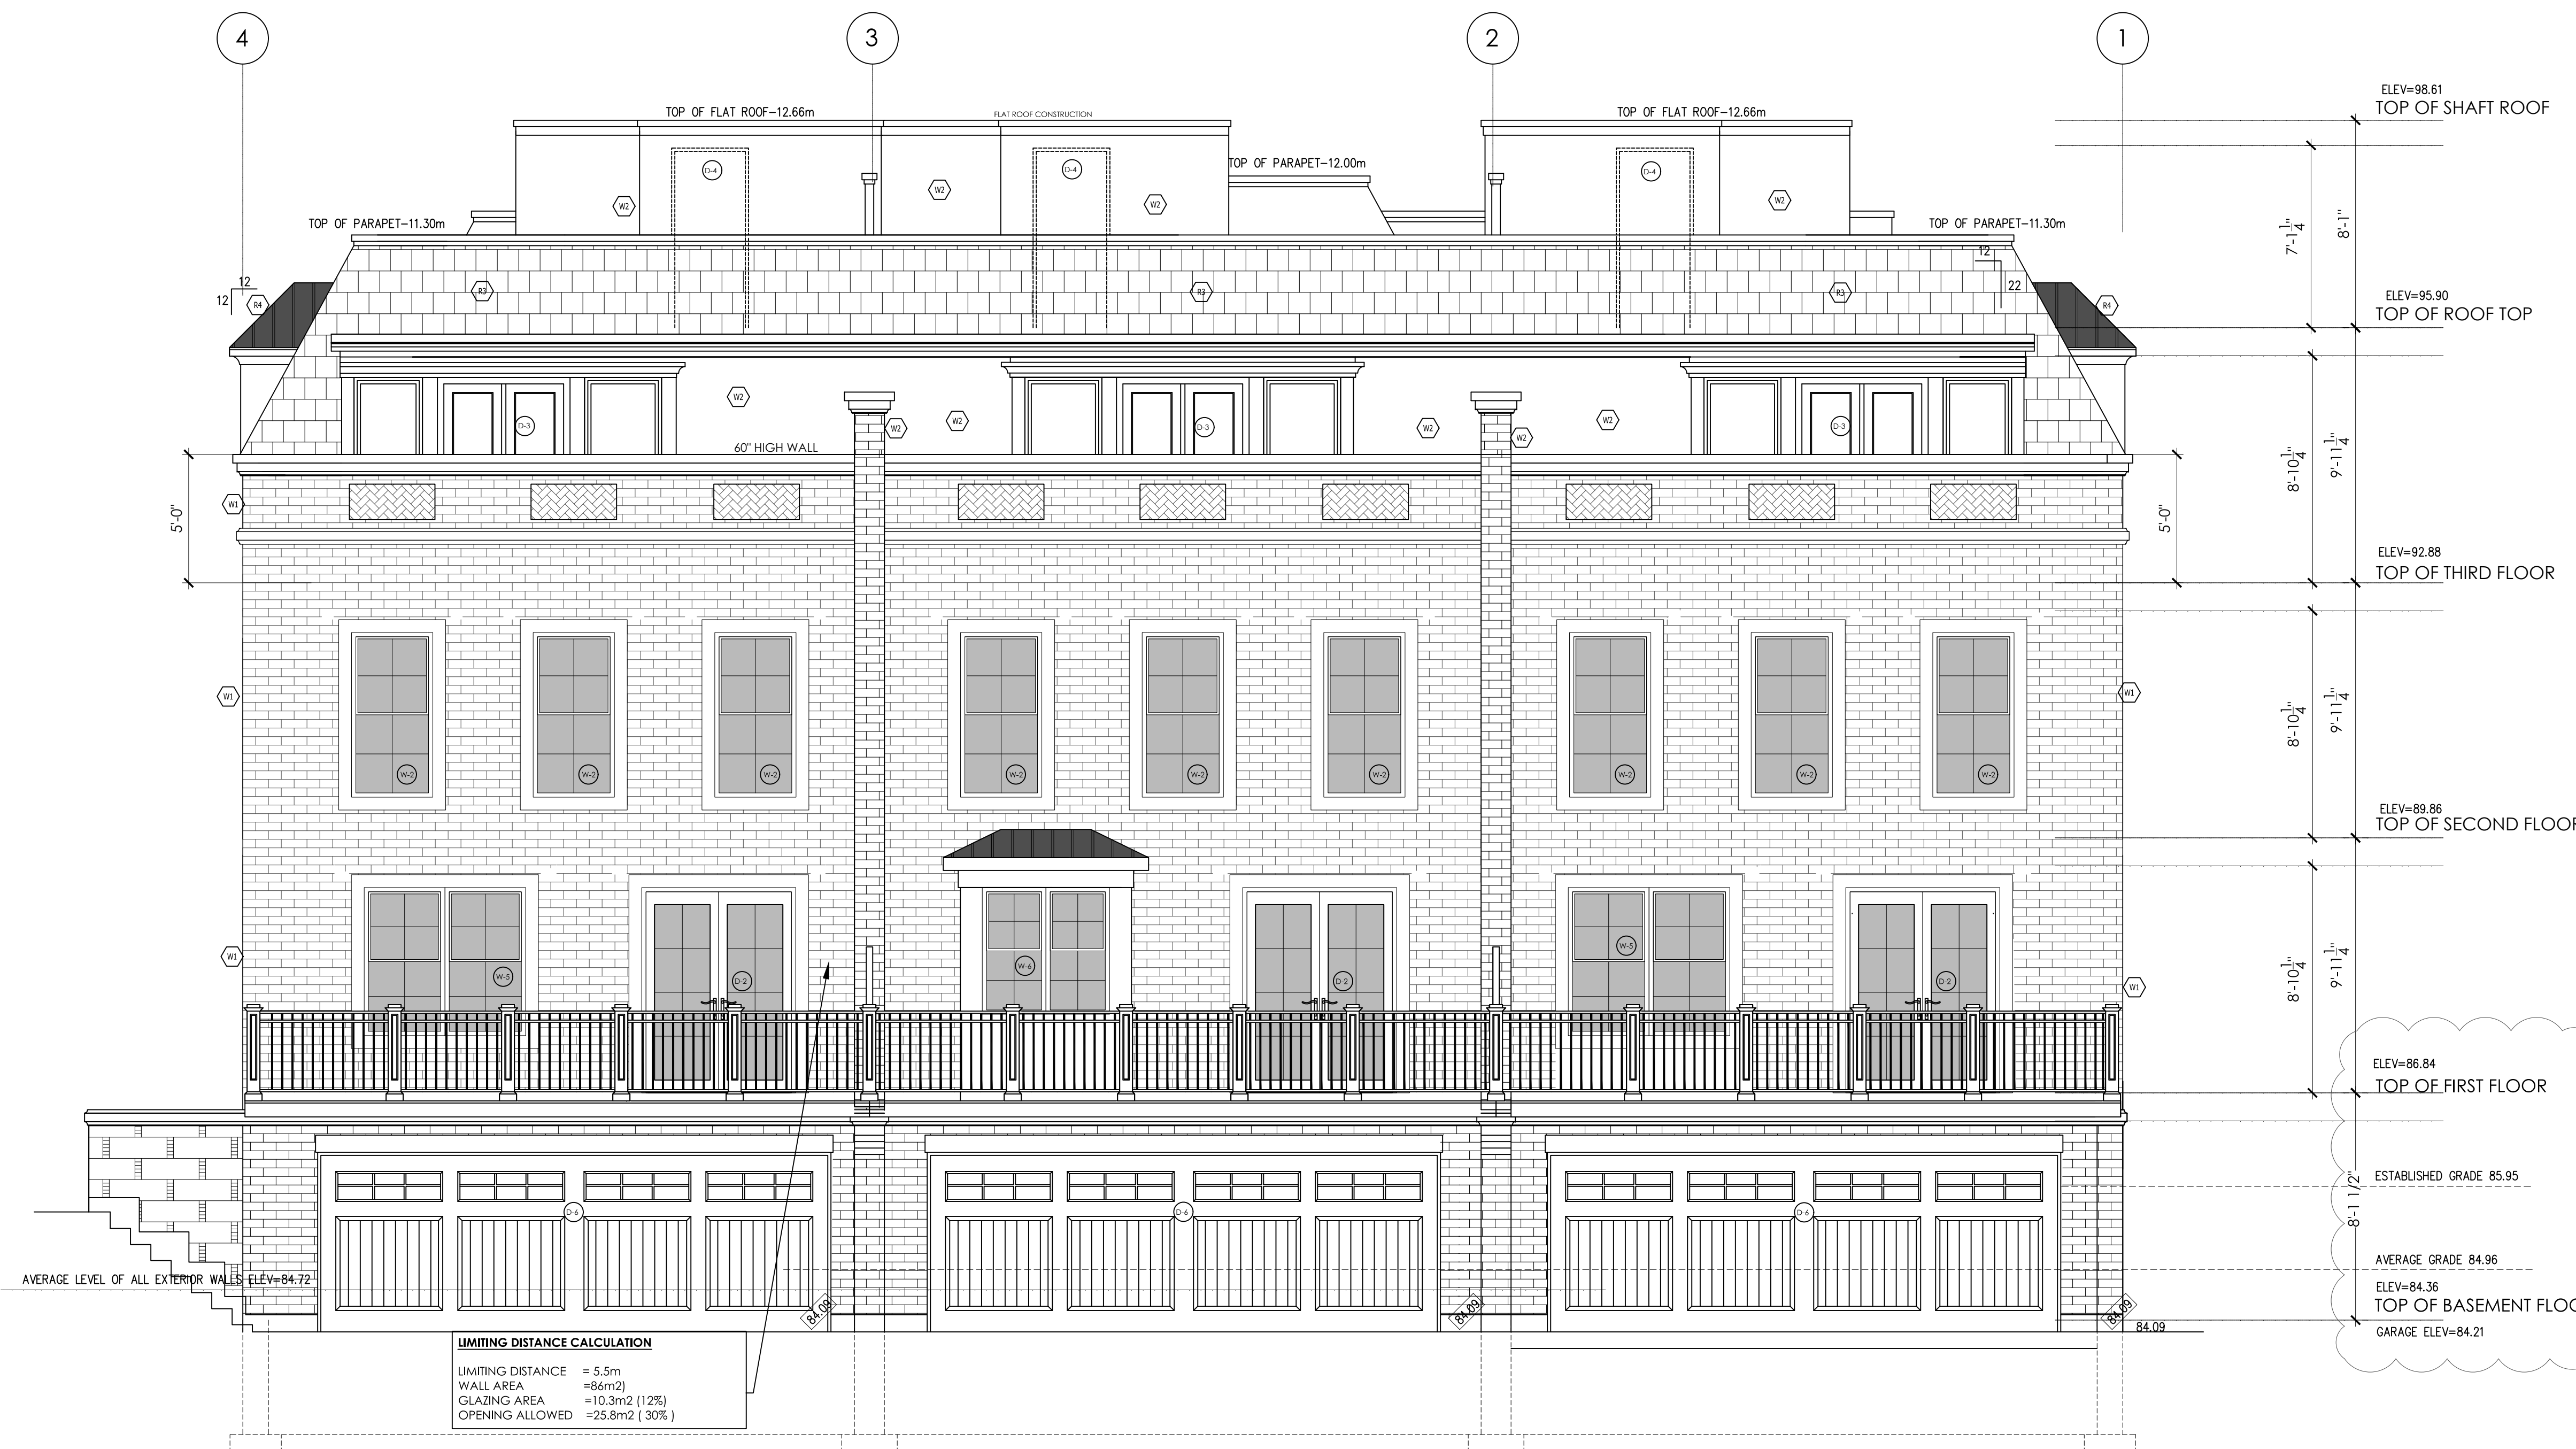 4
3
2
1
ELEV=98.61
TOP OF SHAFT ROOF
TOP OF FLAT ROOF-12.66m
FLAT ROOF CONSTRUCTION
TOP OF FLAT ROOF-12.66m
TOP OF PARAPET-12.00m
D-4
D-4
D-4
W2
W2
W2
W2
TOP OF PARAPET-11.30m
TOP OF PARAPET-11.30m
7'-1 1/4"
8'-1"
12
12
R4
R3
R3
R3
12
22
R4
ELEV=95.90
TOP OF ROOF TOP
W2
W2
W2
W2
W2
W2
D-3
D-3
D-3
60" HIGH WALL
8'-10 1/4"
9'-11 1/4"
W1
5'-0"
5'-0"
ELEV=92.88
TOP OF THIRD FLOOR
W1
W1
8'-10 1/4"
9'-11 1/4"
W-2
W-2
W-2
W-2
W-2
W-2
W-2
W-2
W-2
ELEV=89.86
TOP OF SECOND FLOOR
W1
W-5
D-2
W-6
D-2
W-5
D-2
W1
8'-10 1/4"
9'-11 1/4"
ELEV=86.84
TOP OF FIRST FLOOR
ESTABLISHED GRADE 85.95
8'-1 1/2"
D-6
D-6
D-6
AVERAGE GRADE 84.96
AVERAGE LEVEL OF ALL EXTERIOR WALLS ELEV=84.72
ELEV=84.36
TOP OF BASEMENT FLOO
84.09
84.09
84.09
84.09
GARAGE ELEV=84.21
LIMITING DISTANCE CALCULATION
LIMITING DISTANCE = 5.5m
WALL AREA =86m2)
GLAZING AREA =10.3m2 (12%)
OPENING ALLOWED =25.8m2 ( 30% )